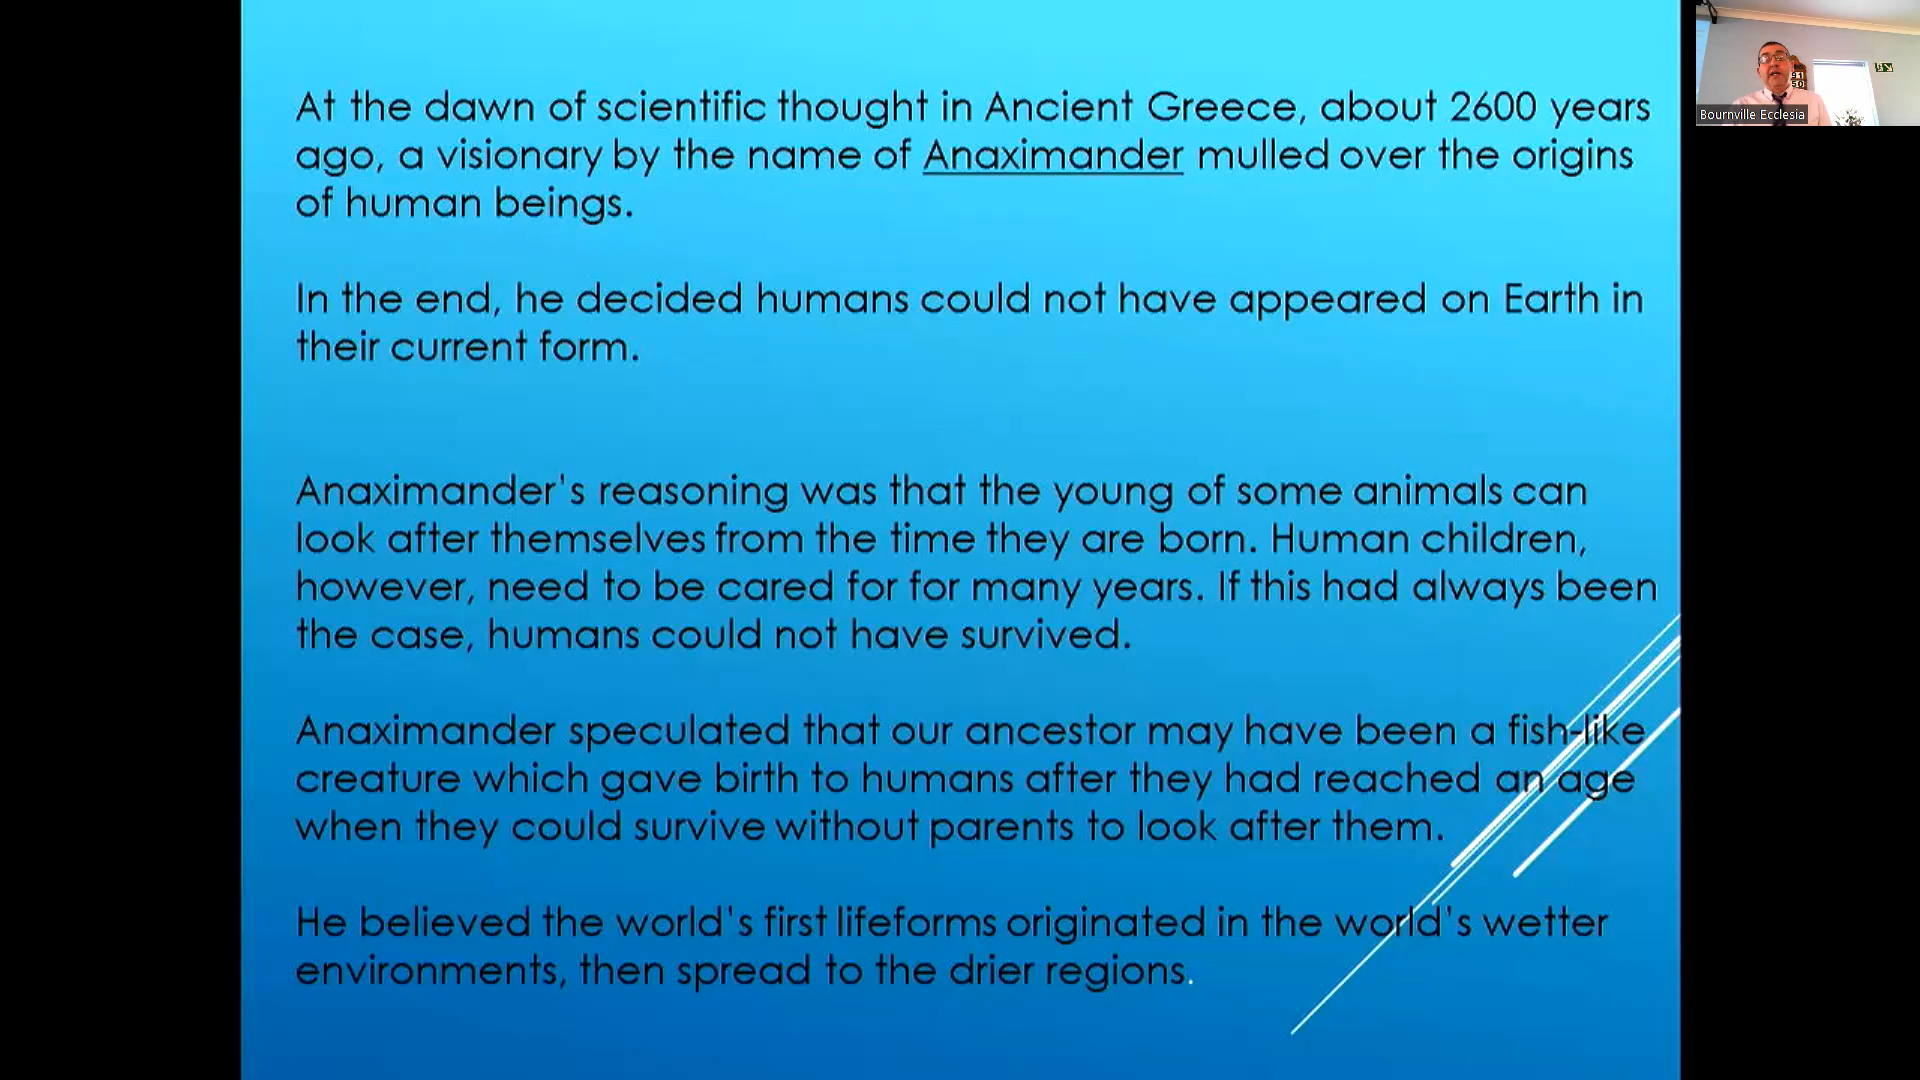 At the dawn of scientific thought in Ancient Greece, about 2600 years
ago, a visionary by the name of Anaximander mulled over the origins
of human beings.
In the end, he decided humans could not have appeared on Earth in
their current form.
Anaximander's reasoning was that the young of some animals can
look after themselves from the time they are born. Human children,
however, need to be cared for for many years. If this had always been
the case, humans could not have survived.
Anaximander speculated that our ancestor may have been a fish-like
creature which gave birth to humans after they had reached an age
when they could survive without parents to look after them.
He believed the world's first lifeforms originated in the world's wetter
environments, then spread to the drier regions.
91
50
Bournville Ecclesia